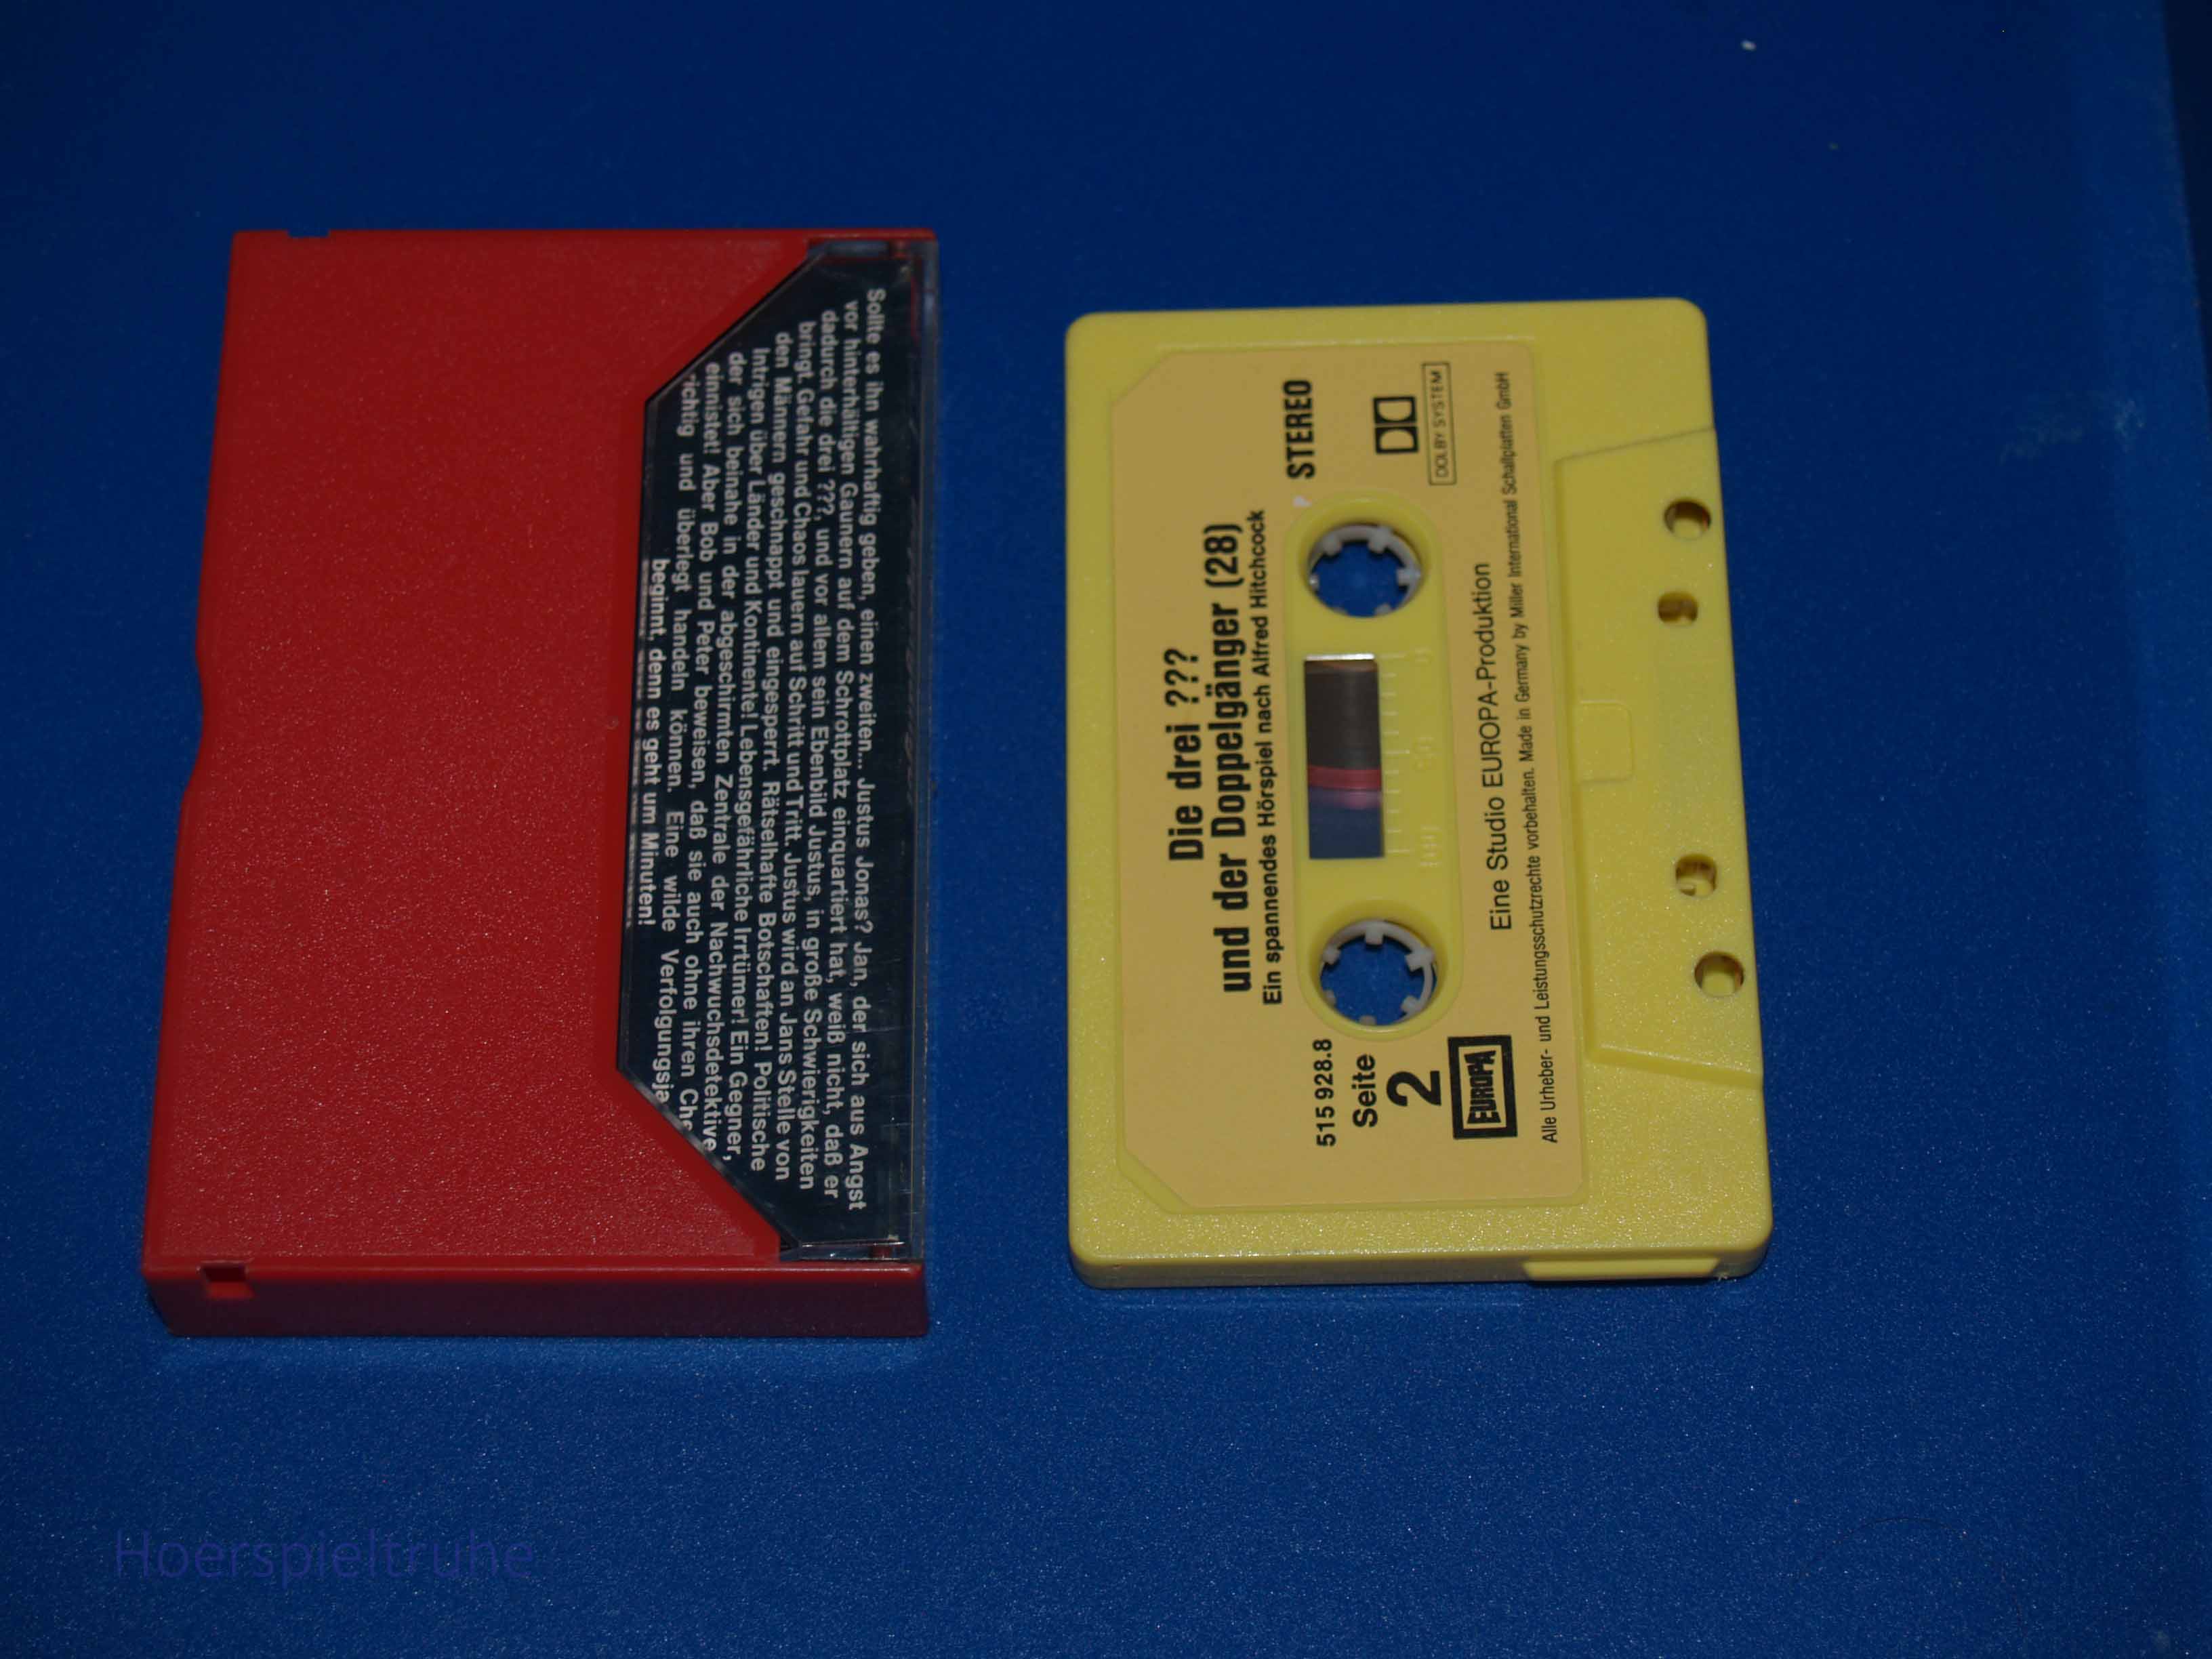 Sollte es ihn wahrhaftig geben, einen zweiten... Justus Jonas? Jan, der sich aus Angst
vor hinterhältigen Gaunern auf dem Schrottplatz einquartiert hat, weiß nicht, daß er
dadurch die drei ???, und vor allem sein Ebenbild Justus, in große Schwierigkeiten
bringt. Gefahr und Chaos lauern auf Schritt und Tritt. Justus wird an Jans Stelle von
den Männern geschnappt und eingesperrt. Rätselhafte Botschaften! Politische
Intrigen über Länder und Kontinente! Lebensgefährliche Irrtümer! Ein Gegner,
der sich beinahe in der abgeschirmten Zentrale der Nachwuchsdetektive
einnistet! Aber Bob und Peter beweisen, daß sie auch ohne ihren Che
richtig und überlegt handeln können. Eine wilde Verfolgungsja
beginnt, denn es geht um Minuten!
Die drei ???
und der Doppelgänger (28)
Ein spannendes Hörspiel nach Alfred Hitchcock
515 928.8
STEREO
Seite
2
DOLBY SYSTEM
EUROPA
Eine Studio EUROPA-Produktion
Alle Urheber- und Leistungsschutzrechte vorbehalten. Made in Germany by Miller International Schallplatten GmbH
Hoerspieltruhe